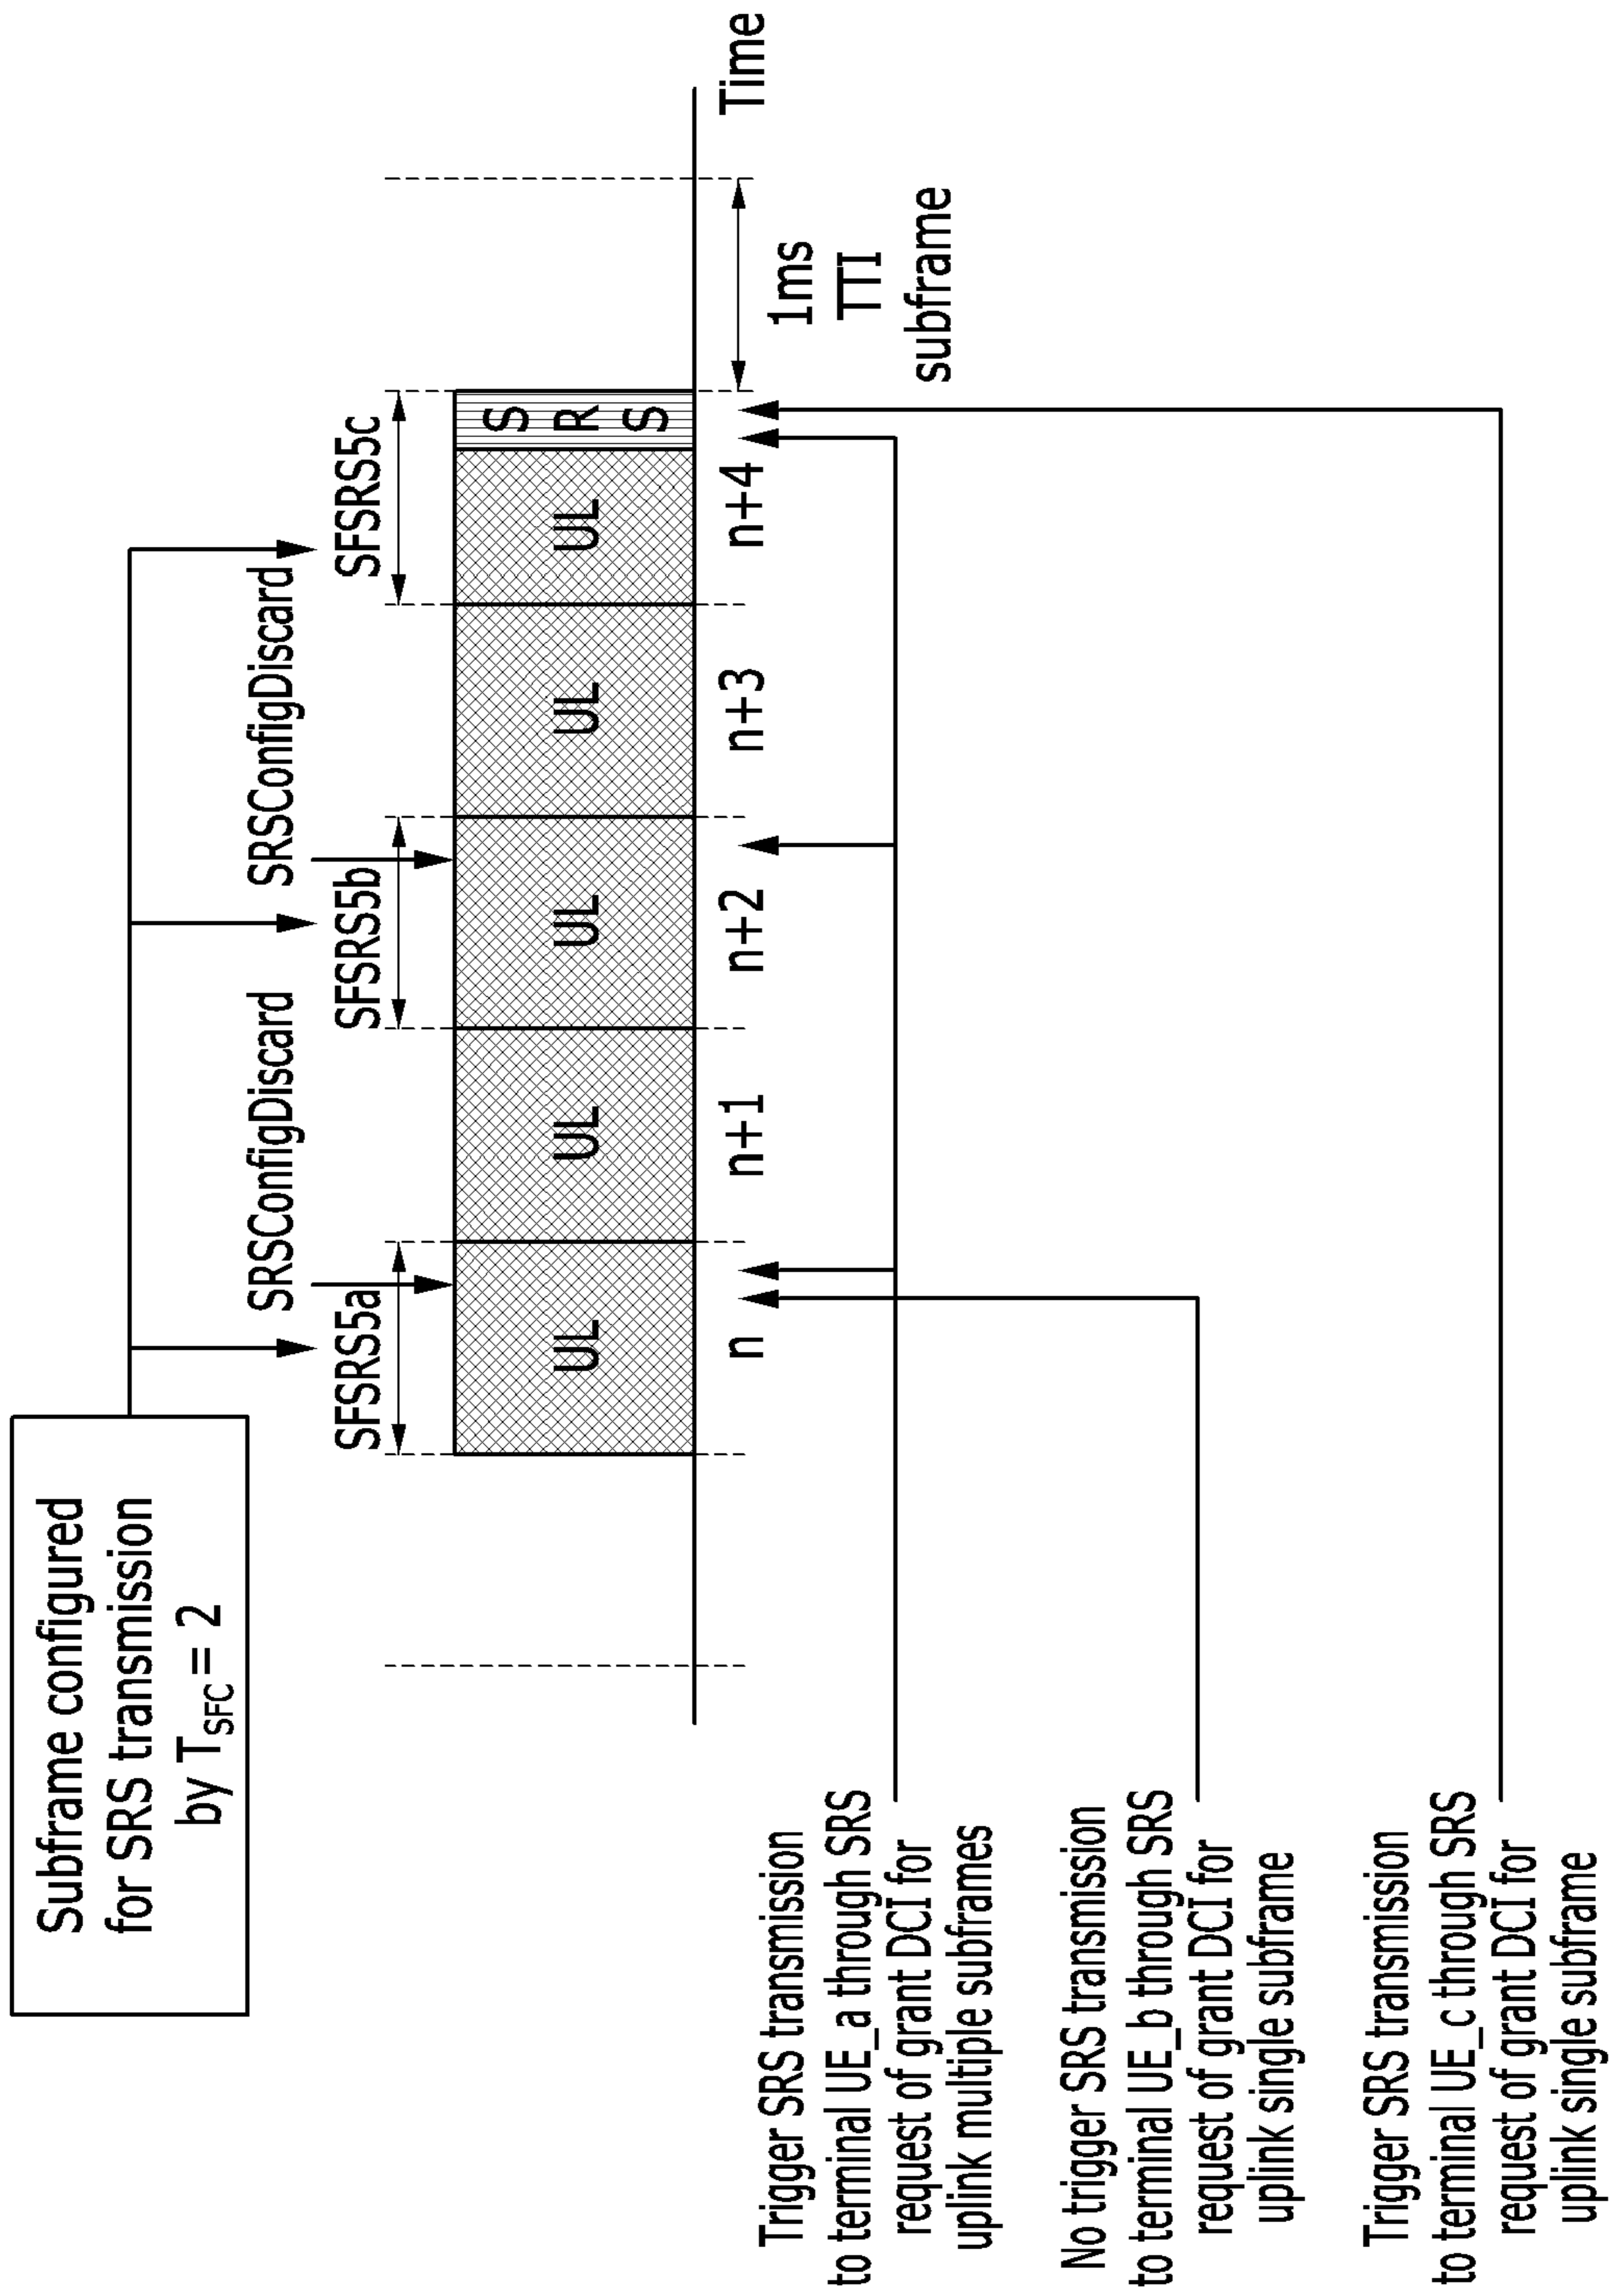 Subframe configured
for SRS transmission
by TSFC= 2
SRSConfigDiscard
SRSConfigDiscard
SFSRS5a
SFSRS5b
SFSRS5c
UL
UL
UL
UL
UL
S
R
S
n
n+1
n+2
n+3
n+4
Time
1ms
TTI
subframe
Trigger SRS transmission
to terminal UE_a through SRS
request of grant DCI for
uplink multiple subframes
No trigger SRS transmission
to terminal UE_b through SRS
request of grant DCI for
uplink single subframe
Trigger SRS transmission
to terminal UE_c through SRS
request of grant DCI for
uplink single subframe